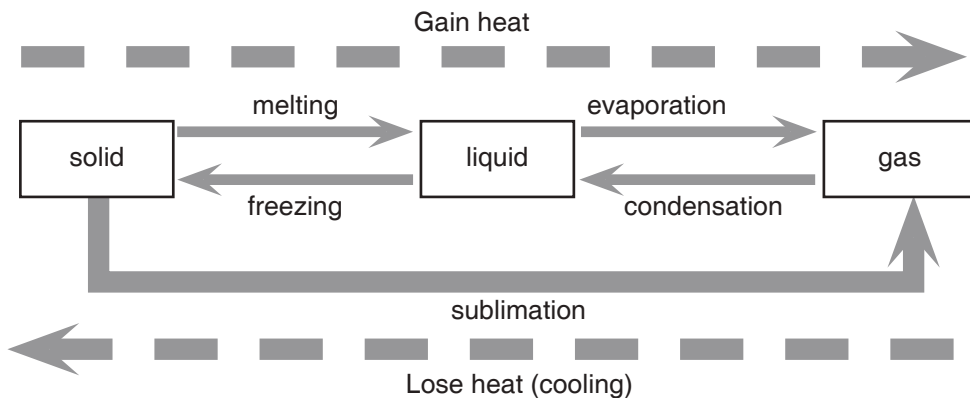 Gain heat
melting
evaporation
solid
liquid
gas
freezing
condensation
sublimation
Lose heat (cooling)